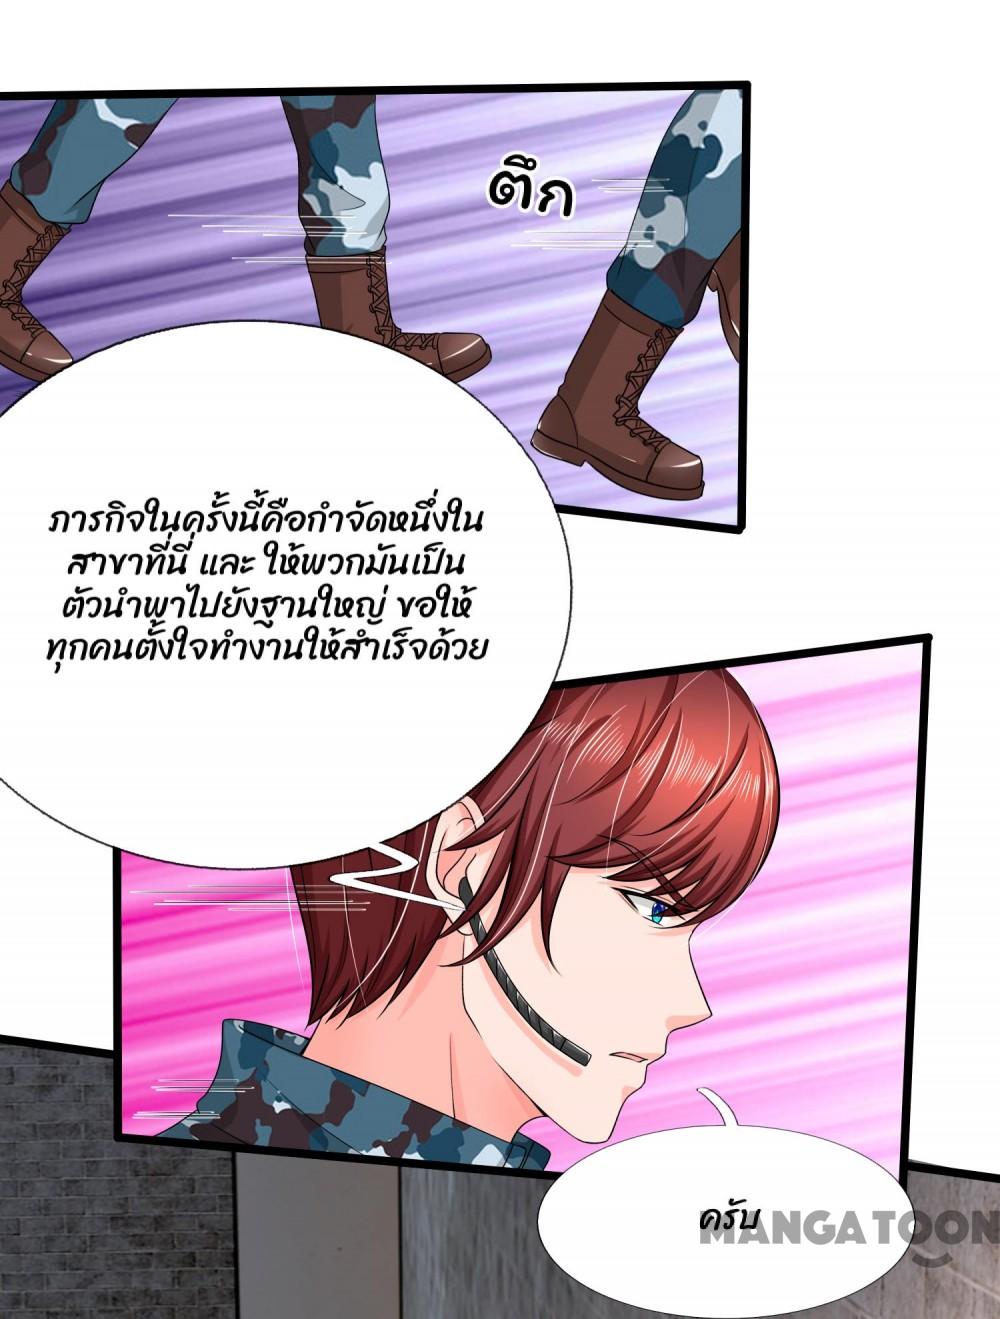 ตึก
ภารกิจในครั้งนี้คือกำจัดหนึ่งใน
สาขาที่นี่ และ ให้พวกมันเป็น
ตัวนำพาไปยังฐานใหญ่ ขอให้
ทุกคนตั้งใจทำงานให้สำเร็จด้วย
ครับ
MANGATOON